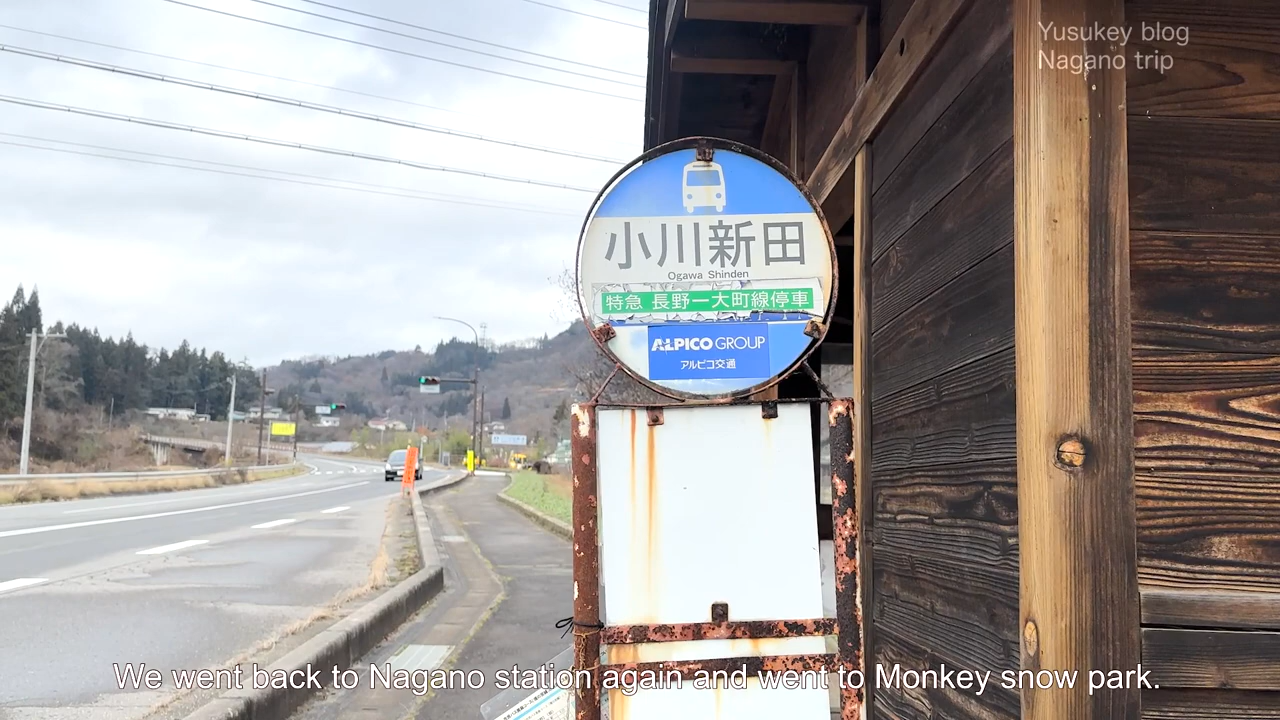 Yusukey blog
Nagano trip
小川新田
Ogawa Shinden
特急 長野ー大町線停車
ALPICO GROUP
アルピコ交通
We went back to Nagano station again and went to Monkey snow park.